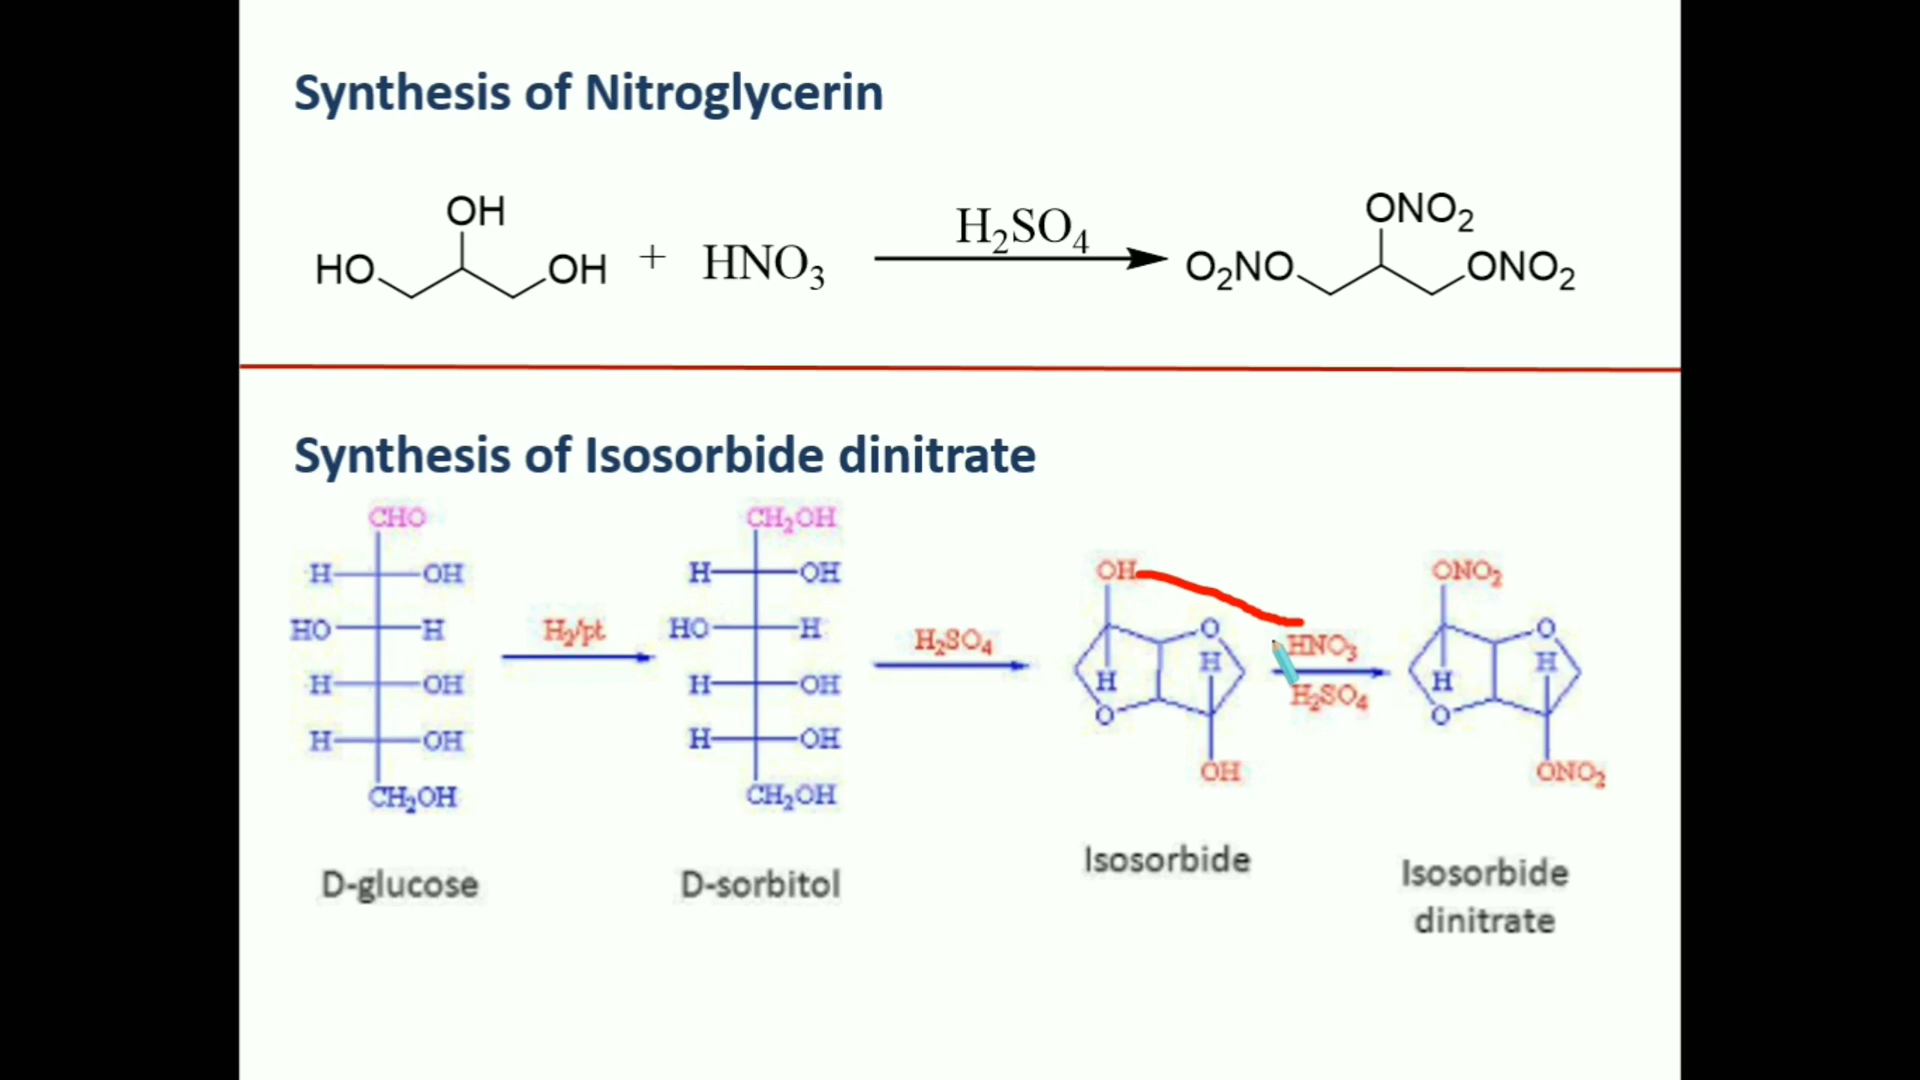 Synthesis of Nitroglycerin
OH
HO OH + HNO₃ H₂SO₄ ONO₂
O₂NO ONO₂
Synthesis of Isosorbide dinitrate
CHO
H OH
HO H
H OH
H OH
CH₂OH
D-glucose
H₂/pt
CH₂OH
H OH
HO H
H OH
H OH
CH₂OH
D-sorbitol
H₂SO₄
OH
O
H H
O
OH
Isosorbide
HNO₃
H₂SO₄
ONO₂
O
H H
O
ONO₂
Isosorbide
dinitrate